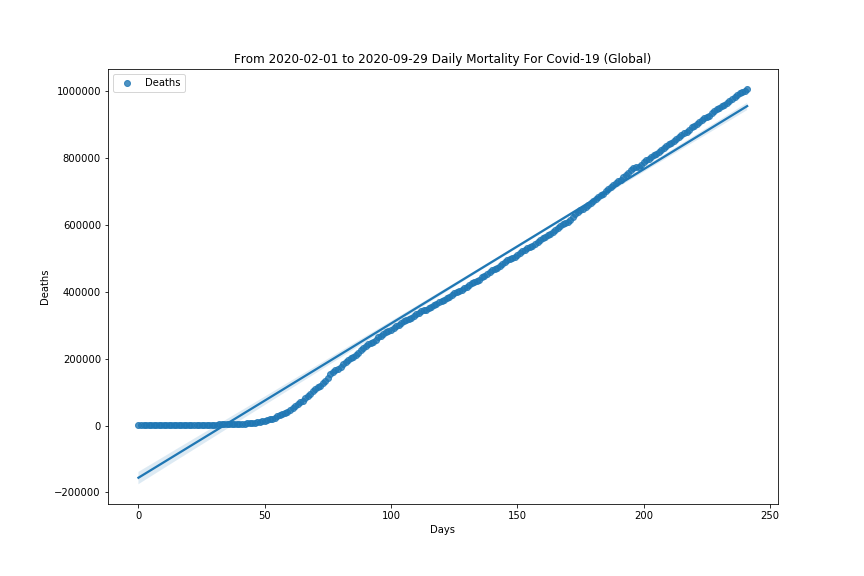 From 2020-02-01 to 2020-09-29 Daily Mortality For Covid-19 (Global)
Deaths
1000000
800000
600000
400000
200000
0
−200000
Deaths
0 50 100 150 200 250
Days